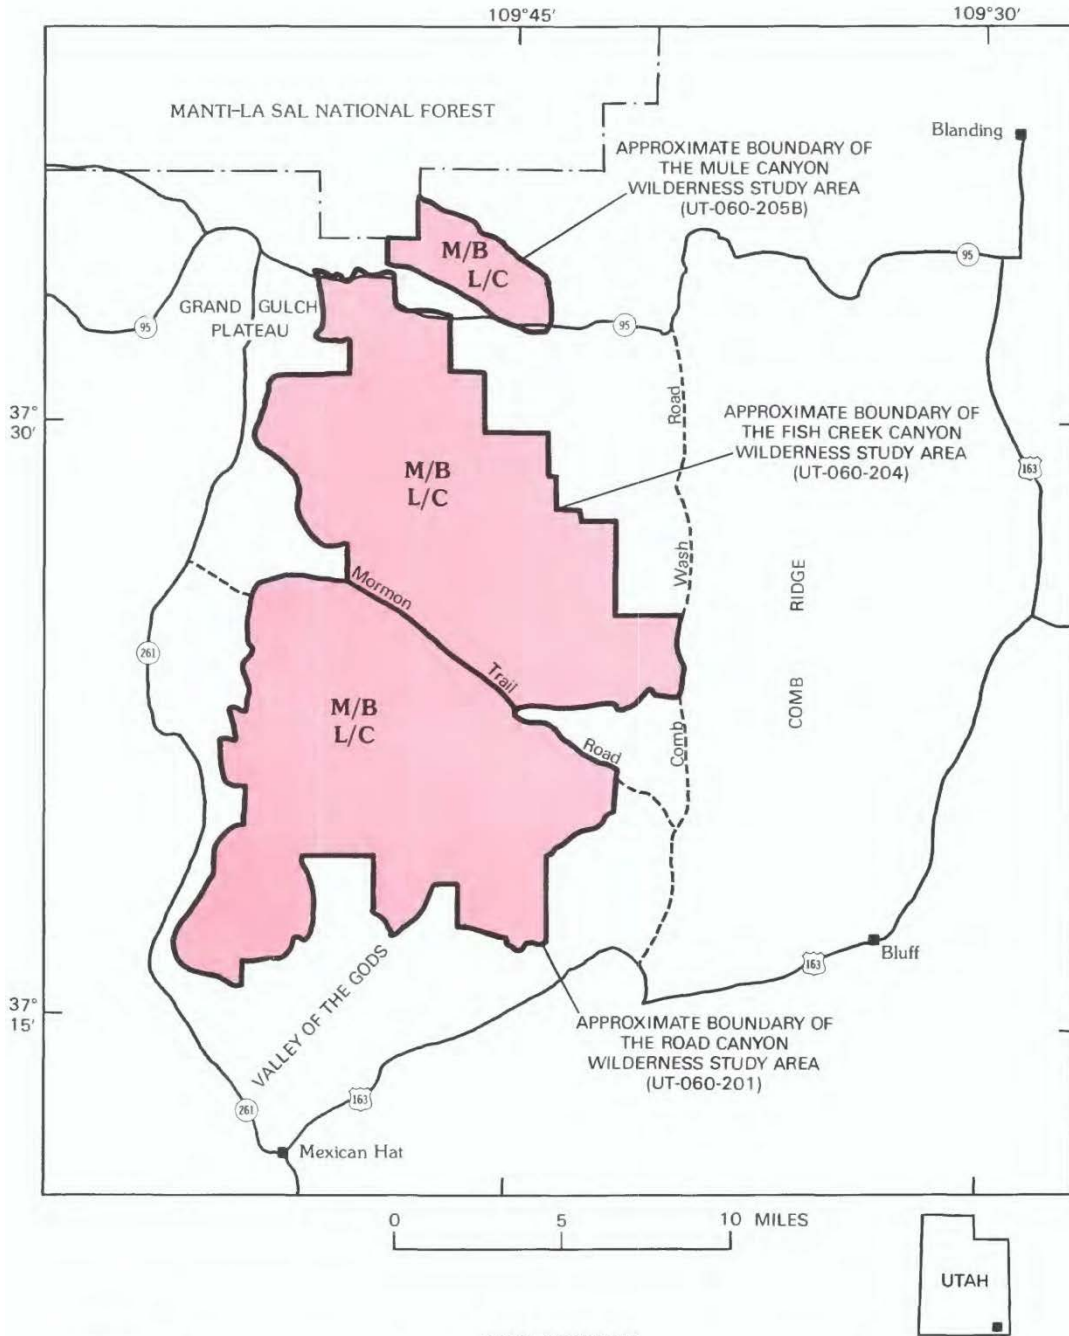 109°45'
109°30'
MANTI-LA SAL NATIONAL FOREST
Blanding
APPROXIMATE BOUNDARY OF
THE MULE CANYON
WILDERNESS STUDY AREA
(UT-060-205B)
M/B
L/C
95
GRAND GULCH
PLATEAU
95
95
37°
30'
Road
APPROXIMATE BOUNDARY OF
THE FISH CREEK CANYON
WILDERNESS STUDY AREA
(UT-060-204)
163
M/B
L/C
Wash
RIDGE
Mormon
261
Trail
M/B
L/C
COMB
Comb
Road
Bluff
163
37°
15'
VALLEY OF THE GODS
APPROXIMATE BOUNDARY OF
THE ROAD CANYON
WILDERNESS STUDY AREA
(UT-060-201)
261
163
Mexican Hat
0 5 10 MILES
UTAH